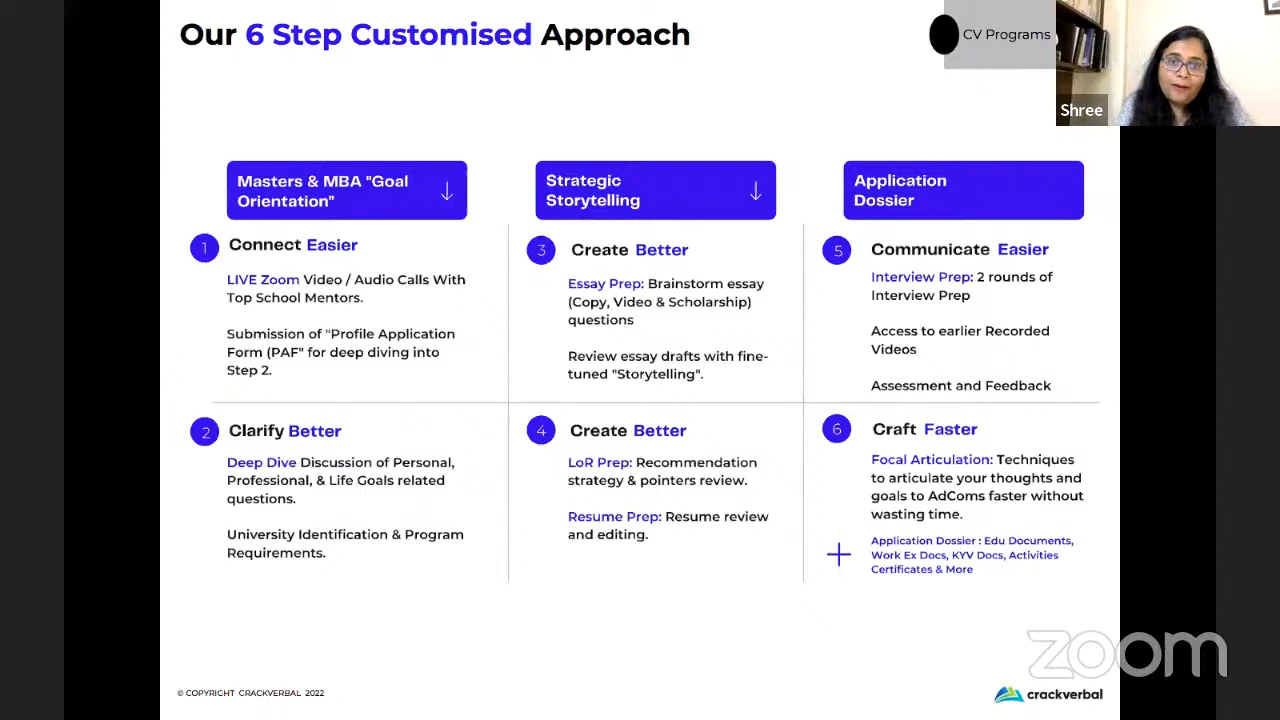 Our 6 Step Customised Approach
CV Programs
Shree
Masters & MBA "Goal
Orientation"
1
Connect Easier
LIVE Zoom Video / Audio Calls With
Top School Mentors.
Submission of "Profile Application
Form (PAF" for deep diving into
Step 2.
2
Clarify Better
Deep Dive Discussion of Personal,
Professional, & Life Goals related
questions.
University Identification & Program
Requirements.
Strategic
Storytelling
3
Create Better
Essay Prep: Brainstorm essay
(Copy, Video & Scholarship)
questions
Review essay drafts with fine-
tuned "Storytelling".
4
Create Better
LoR Prep: Recommendation
strategy & pointers review.
Resume Prep: Resume review
and editing.
Application
Dossier
5
Communicate Easier
Interview Prep: 2 rounds of
Interview Prep
Access to earlier Recorded
Videos
Assessment and Feedback
6
Craft Faster
Focal Articulation: Techniques
to articulate your thoughts and
goals to AdComs faster without
wasting time.
Application Dossier : Edu Documents,
Work Ex Docs, KYV Docs, Activities
Certificates & More
zoom
© COPYRIGHT CRACKVERBAL 2022
crackverbal